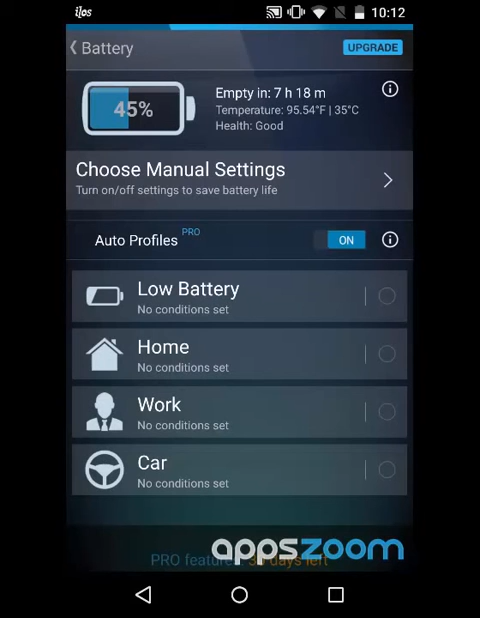 ilos
10:12
Battery
UPGRADE
45%
Empty in: 7 h 18 m
Temperature: 95.54°F | 35°C
Health: Good
Choose Manual Settings
Turn on/off settings to save battery life
Auto Profiles PRO
ON
Low Battery
No conditions set
Home
No conditions set
Work
No conditions set
Car
No conditions set
appszoom
PRO feature: 30 days left